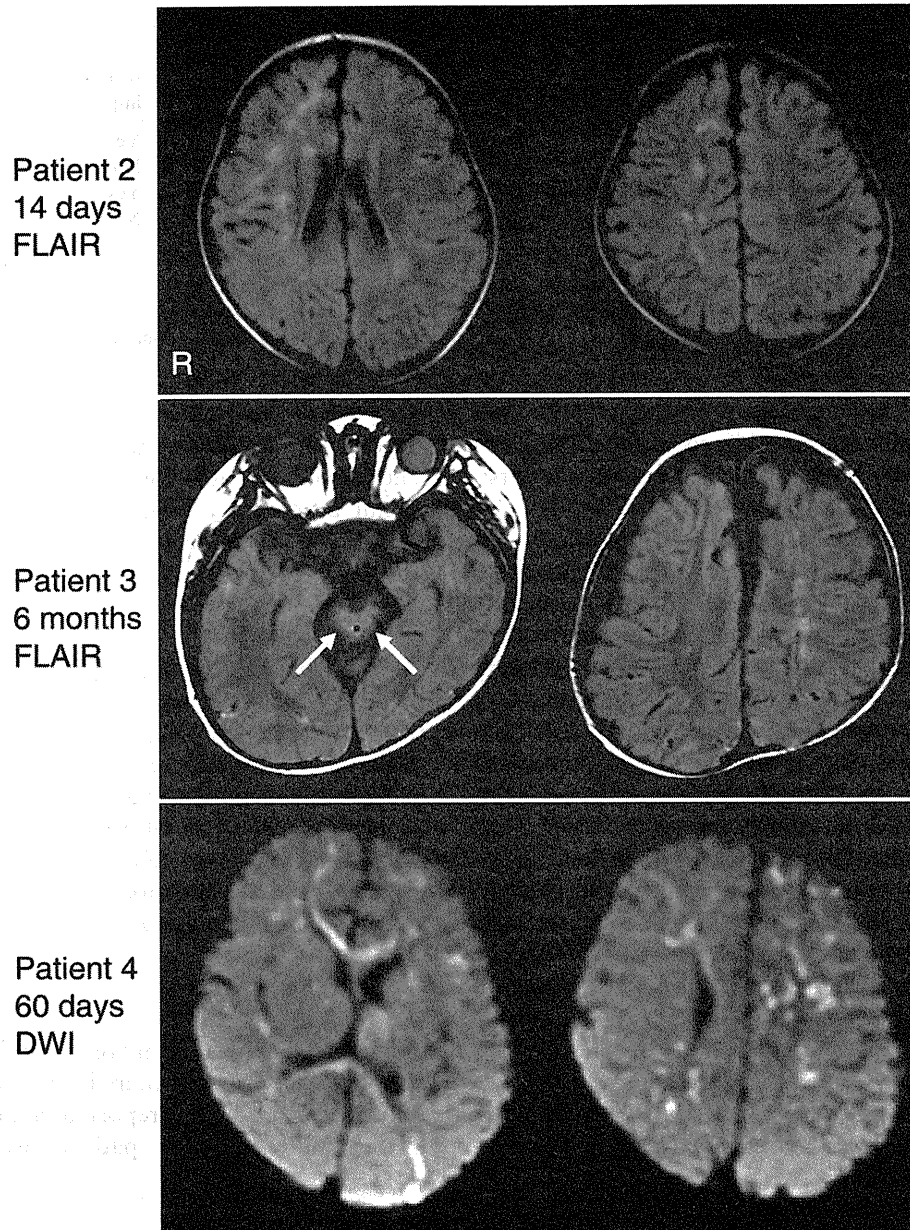 Patient 2
14 days
FLAIR
R
Patient 3
6 months
FLAIR
Patient 4
60 days
DWI